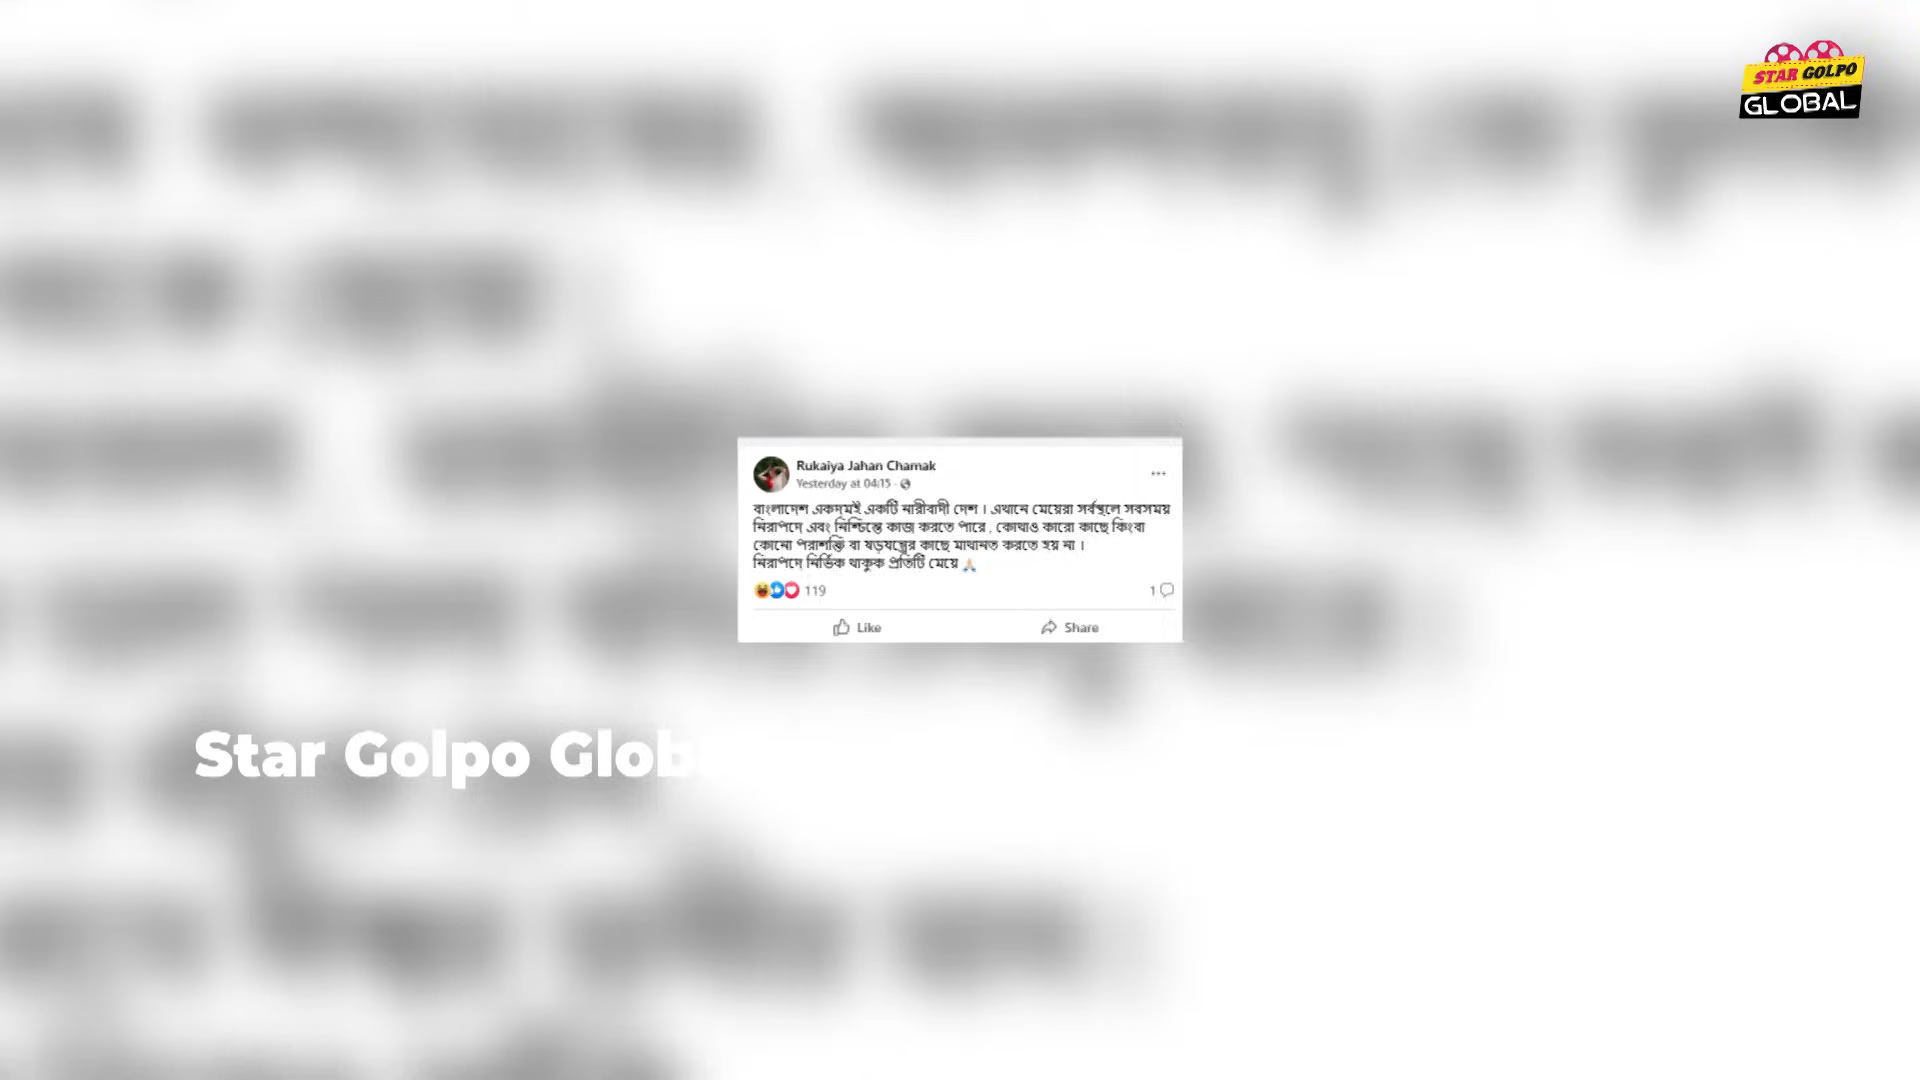 STAR GOLPO
GLOBAL
Rukaiya Jahan Chamak
Yesterday at 04:15
বাংলাদেশ একদমই একটি নারীবাদী দেশ । এখানে মেয়েরা সর্বস্থলে সবসময়
নিরাপদে এবং নিশ্চিন্তে কাজ করতে পারে , কোথাও কারো কাছে কিংবা
কোনো পরাশক্তি বা ষড়যন্ত্রের কাছে মাথানত করতে হয় না ।
নিরাপদে নির্ভিক থাকুক প্রতিটি মেয়ে 🙏🏻
119
1
Like
Share
Star Golpo Glob